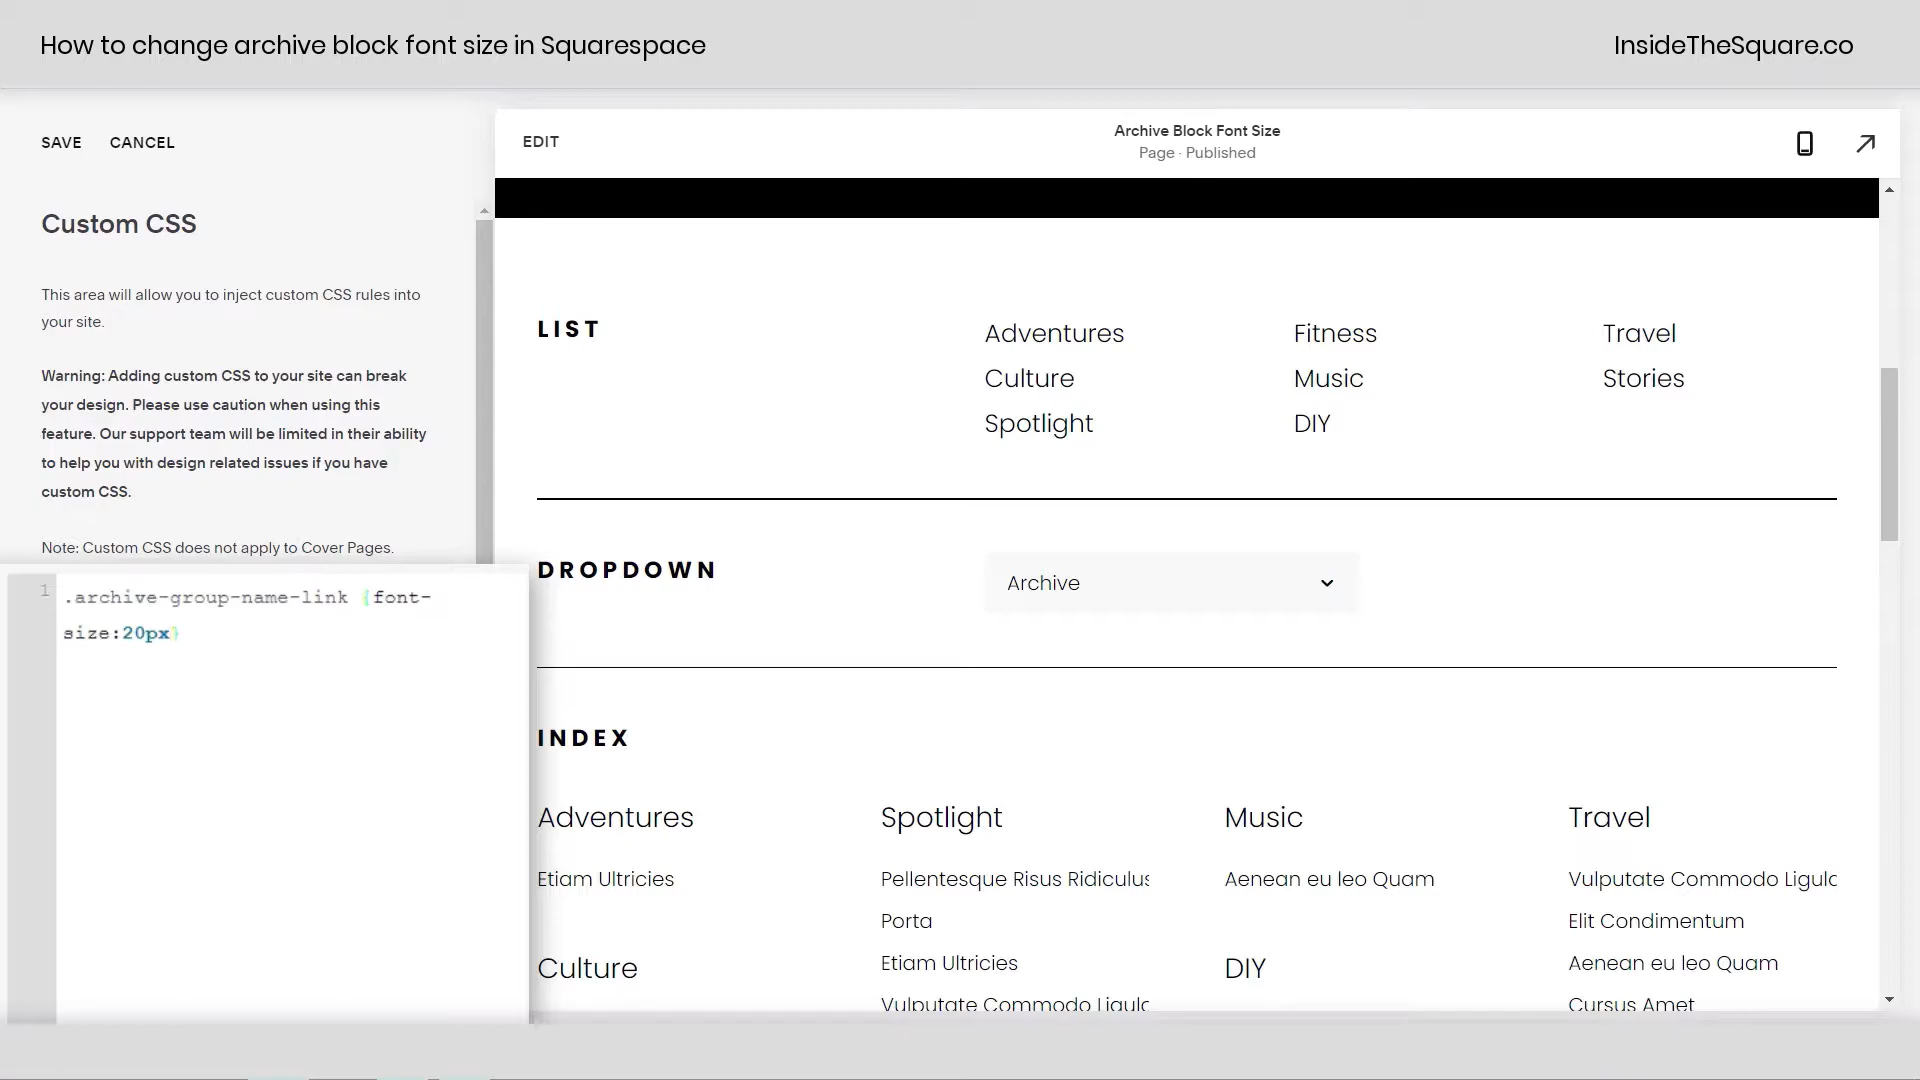 How to change archive block font size in Squarespace
InsideTheSquare.co
SAVE CANCEL
EDIT
Archive Block Font Size
Page · Published
Custom CSS
This area will allow you to inject custom CSS rules into
your site.
Warning: Adding custom CSS to your site can break
your design. Please use caution when using this
feature. Our support team will be limited in their ability
to help you with design related issues if you have
custom CSS.
Note: Custom CSS does not apply to Cover Pages.
1 .archive-group-name-link {font-
size:20px}
LIST
Adventures Fitness Travel
Culture Music Stories
Spotlight DIY
DROPDOWN
Archive
INDEX
Adventures Spotlight Music Travel
Etiam Ultricies Pellentesque Risus Ridiculus Aenean eu leo Quam Vulputate Commodo Ligula
Porta Elit Condimentum
Etiam Ultricies Aenean eu leo Quam
Culture DIY
Vulputate Commodo Ligula Cursus Amet